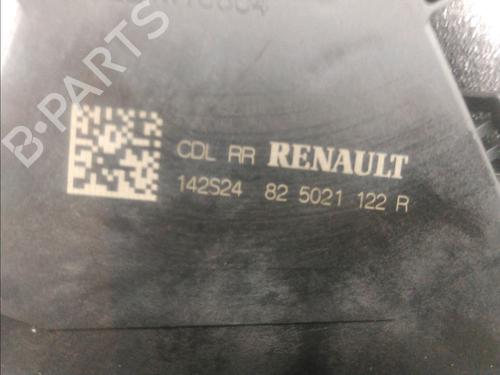 CDL RR RENAULT
142S24 82 5021 122 R
B-PARTS